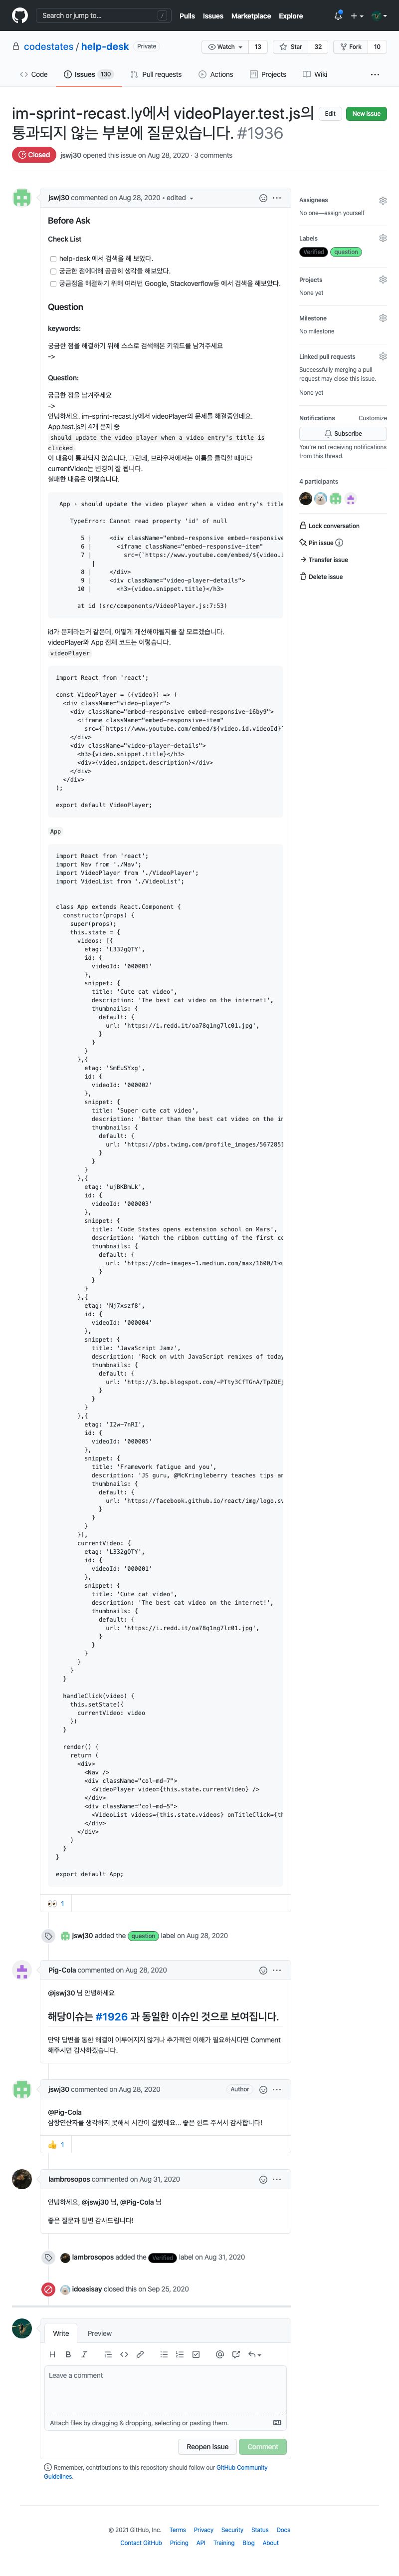 Search or jump to...
/
Pulls Issues Marketplace Explore
codestates / help-desk Private
Watch 13
Star 32
Fork 10
Code
Issues 130
Pull requests
Actions
Projects
Wiki
im-sprint-recast.ly에서 videoPlayer.test.js의
통과되지 않는 부분에 질문있습니다. #1936
Edit
New issue
Closed
jswj30 opened this issue on Aug 28, 2020 · 3 comments
jswj30 commented on Aug 28, 2020 • edited
Before Ask
Check List
help-desk 에서 검색을 해 보았다.
궁금한 점에대해 곰곰히 생각을 해보았다.
궁금점을 해결하기 위해 여러번 Google, Stackoverflow등 에서 검색을 해보았다.
Question
keywords:
궁금한 점을 해결하기 위해 스스로 검색해본 키워드를 남겨주세요
->
Question:
궁금한 점을 남겨주세요
->
안녕하세요. im-sprint-recast.ly에서 videoPlayer의 문제를 해결중인데요.
App.test.js의 4개 문제 중
should update the video player when a video entry's title is
clicked
이 내용이 통과되지 않습니다. 그런데, 브라우저에서는 이름을 클릭할 때마다
currentVideo는 변경이 잘 됩니다.
실패한 내용은 이렇습니다.
App › should update the video player when a video entry's title
TypeError: Cannot read property 'id' of null
5 | <div className="embed-responsive embed-responsive
6 | <iframe className="embed-responsive-item"
7 | src={`https://www.youtube.com/embed/${video.i
|
8 | </div>
9 | <div className="video-player-details">
10 | <h3>{video.snippet.title}</h3>
at id (src/components/VideoPlayer.js:7:53)
id가 문제라는거 같은데, 어떻게 개선해야될지를 잘 모르겠습니다.
videoPlayer와 App 전체 코드는 이렇습니다.
videoPlayer
import React from 'react';
const VideoPlayer = ({video}) => (
<div className="video-player">
<div className="embed-responsive embed-responsive-16by9">
<iframe className="embed-responsive-item"
src={`https://www.youtube.com/embed/${video.id.videoId}`
</div>
<div className="video-player-details">
<h3>{video.snippet.title}</h3>
<div>{video.snippet.description}</div>
</div>
</div>
);
export default VideoPlayer;
App
import React from 'react';
import Nav from './Nav';
import VideoPlayer from './VideoPlayer';
import VideoList from './VideoList';
class App extends React.Component {
constructor(props) {
super(props);
this.state = {
videos: [{
etag: 'L332gQTY',
id: {
videoId: '000001'
},
snippet: {
title: 'Cute cat video',
description: 'The best cat video on the internet!',
thumbnails: {
default: {
url: 'https://i.redd.it/oa78q1ng7lc01.jpg',
}
}
}
},{
etag: 'SmEuSYxg',
id: {
videoId: '000002'
},
snippet: {
title: 'Super cute cat video',
description: 'Better than the best cat video on the in
thumbnails: {
default: {
url: 'https://pbs.twimg.com/profile_images/5672851
}
}
}
},{
etag: 'ujBKBmLk',
id: {
videoId: '000003'
},
snippet: {
title: 'Code States opens extension school on Mars',
description: 'Watch the ribbon cutting of the first co
thumbnails: {
default: {
url: 'https://cdn-images-1.medium.com/max/1600/1*u
}
}
}
},{
etag: 'Nj7xszf8',
id: {
videoId: '000004'
},
snippet: {
title: 'JavaScript Jamz',
description: 'Rock on with JavaScript remixes of today
thumbnails: {
default: {
url: 'http://3.bp.blogspot.com/-PTty3CfTGnA/TpZOEj
}
}
}
},{
etag: 'I2w-7nRI',
id: {
videoId: '000005'
},
snippet: {
title: 'Framework fatigue and you',
description: 'JS guru, @McKringleberry teaches tips an
thumbnails: {
default: {
url: 'https://facebook.github.io/react/img/logo.sv
}
}
}
}],
currentVideo: {
etag: 'L332gQTY',
id: {
videoId: '000001'
},
snippet: {
title: 'Cute cat video',
description: 'The best cat video on the internet!',
thumbnails: {
default: {
url: 'https://i.redd.it/oa78q1ng7lc01.jpg',
}
}
}
}
}
}
handleClick(video) {
this.setState({
currentVideo: video
})
}
render() {
return (
<div>
<Nav />
<div className="col-md-7">
<VideoPlayer video={this.state.currentVideo} />
</div>
<div className="col-md-5">
<VideoList videos={this.state.videos} onTitleClick={th
</div>
</div>
)
}
}
export default App;
👀 1
jswj30 added the question label on Aug 28, 2020
Pig-Cola commented on Aug 28, 2020
@jswj30 님 안녕하세요
해당이슈는 #1926 과 동일한 이슈인 것으로 보여집니다.
만약 답변을 통한 해결이 이루어지지 않거나 추가적인 이해가 필요하시다면 Comment
해주시면 감사하겠습니다.
jswj30 commented on Aug 28, 2020
Author
@Pig-Cola
삼항연산자를 생각하지 못해서 시간이 걸렸네요... 좋은 힌트 주셔서 감사합니다!
👍 1
lambrosopos commented on Aug 31, 2020
안녕하세요, @jswj30 님, @Pig-Cola 님
좋은 질문과 답변 감사드립니다!
lambrosopos added the Verified label on Aug 31, 2020
idoasisay closed this on Sep 25, 2020
Write
Preview
Leave a comment
Attach files by dragging & dropping, selecting or pasting them.
Reopen issue
Comment
Remember, contributions to this repository should follow our GitHub Community
Guidelines.
Assignees
No one—assign yourself
Labels
Verified question
Projects
None yet
Milestone
No milestone
Linked pull requests
Successfully merging a pull
request may close this issue.
None yet
Notifications
Customize
Subscribe
You're not receiving notifications
from this thread.
4 participants
Lock conversation
Pin issue
Transfer issue
Delete issue
© 2021 GitHub, Inc. Terms Privacy Security Status Docs
Contact GitHub Pricing API Training Blog About